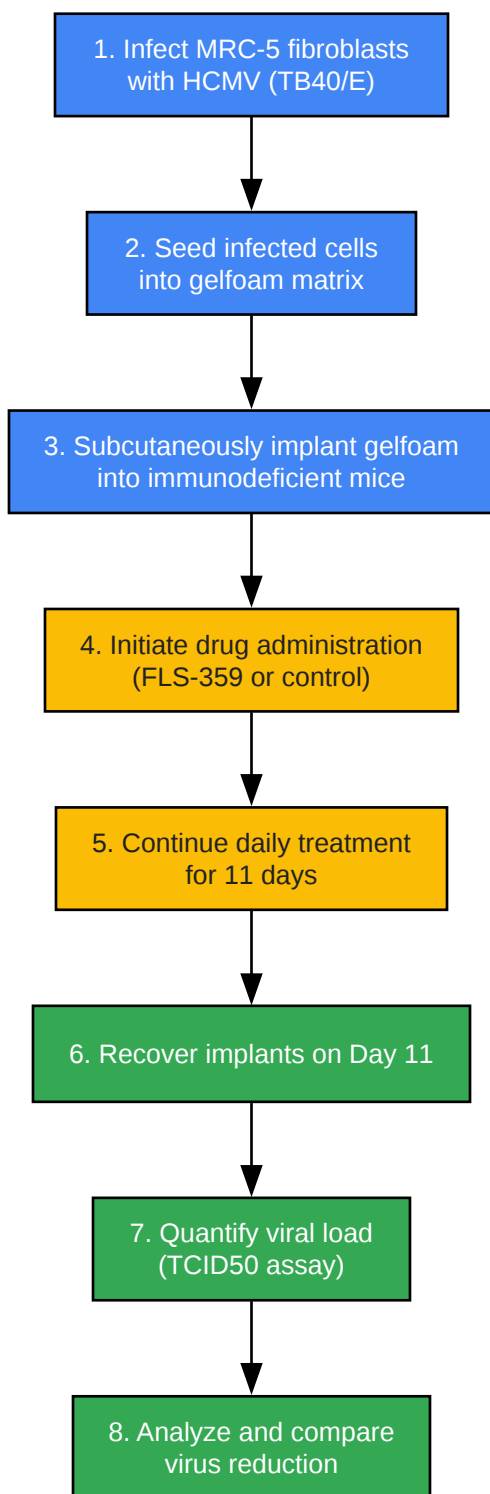 1. Infect MRC-5 fibroblasts
with HCMV (TB40/E)
2. Seed infected cells
into gelfoam matrix
3. Subcutaneously implant gelfoam
into immunodeficient mice
4. Initiate drug administration
(FLS-359 or control)
5. Continue daily treatment
for 11 days
6. Recover implants on Day 11
7. Quantify viral load
(TCID50 assay)
8. Analyze and compare
virus reduction